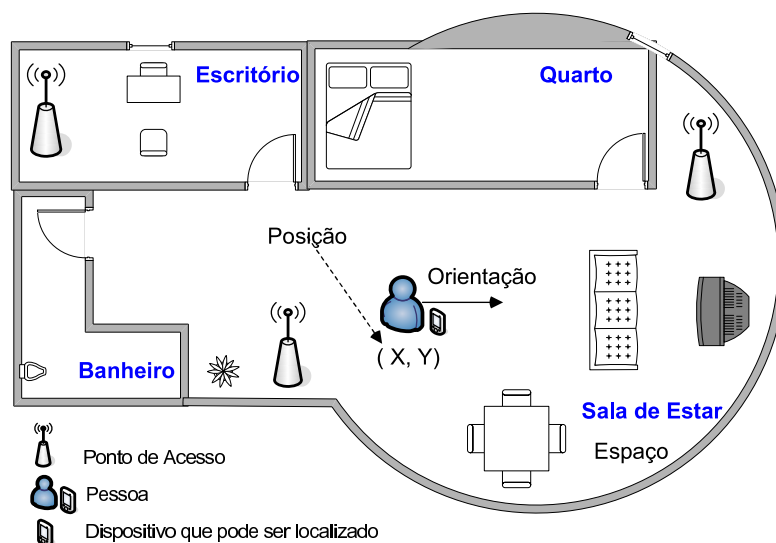 Escritório
Quarto
Posição
Orientação
( X, Y)
Banheiro
Sala de Estar
Espaço
Ponto de Acesso
Pessoa
Dispositivo que pode ser localizado